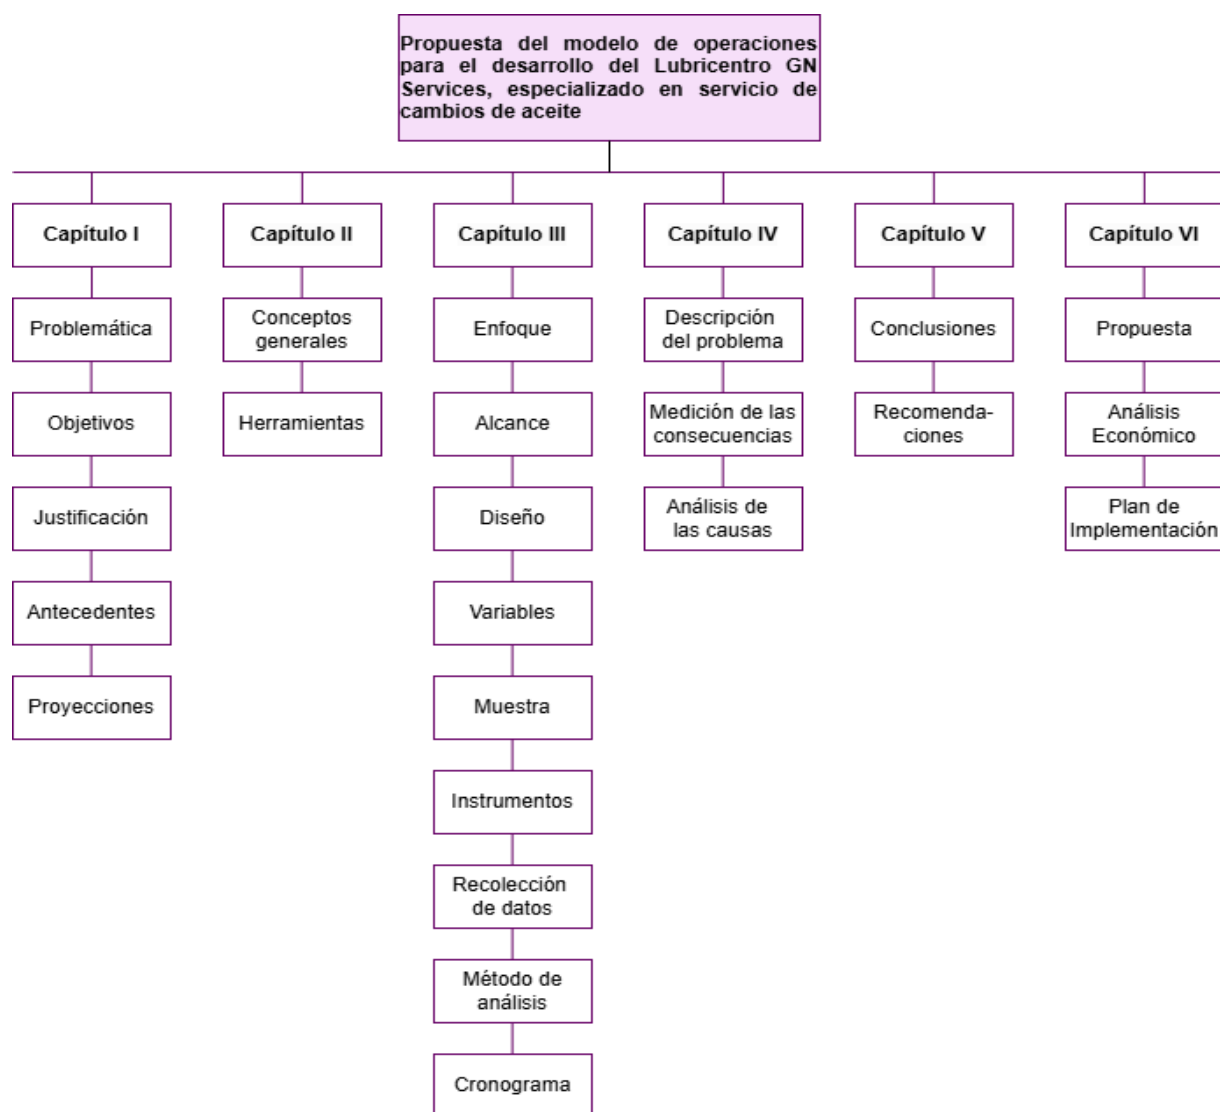 Propuesta del modelo de operaciones
para el desarrollo del Lubricentro GN
Services, especializado en servicio de
cambios de aceite
Capítulo I
Problemática
Objetivos
Justificación
Antecedentes
Proyecciones
Capítulo II
Conceptos
generales
Herramientas
Capítulo III
Enfoque
Alcance
Diseño
Variables
Muestra
Instrumentos
Recolección
de datos
Método de
análisis
Cronograma
Capítulo IV
Descripción
del problema
Medición de las
consecuencias
Análisis de
las causas
Capítulo V
Conclusiones
Recomenda-
ciones
Capítulo VI
Propuesta
Análisis
Económico
Plan de
Implementación